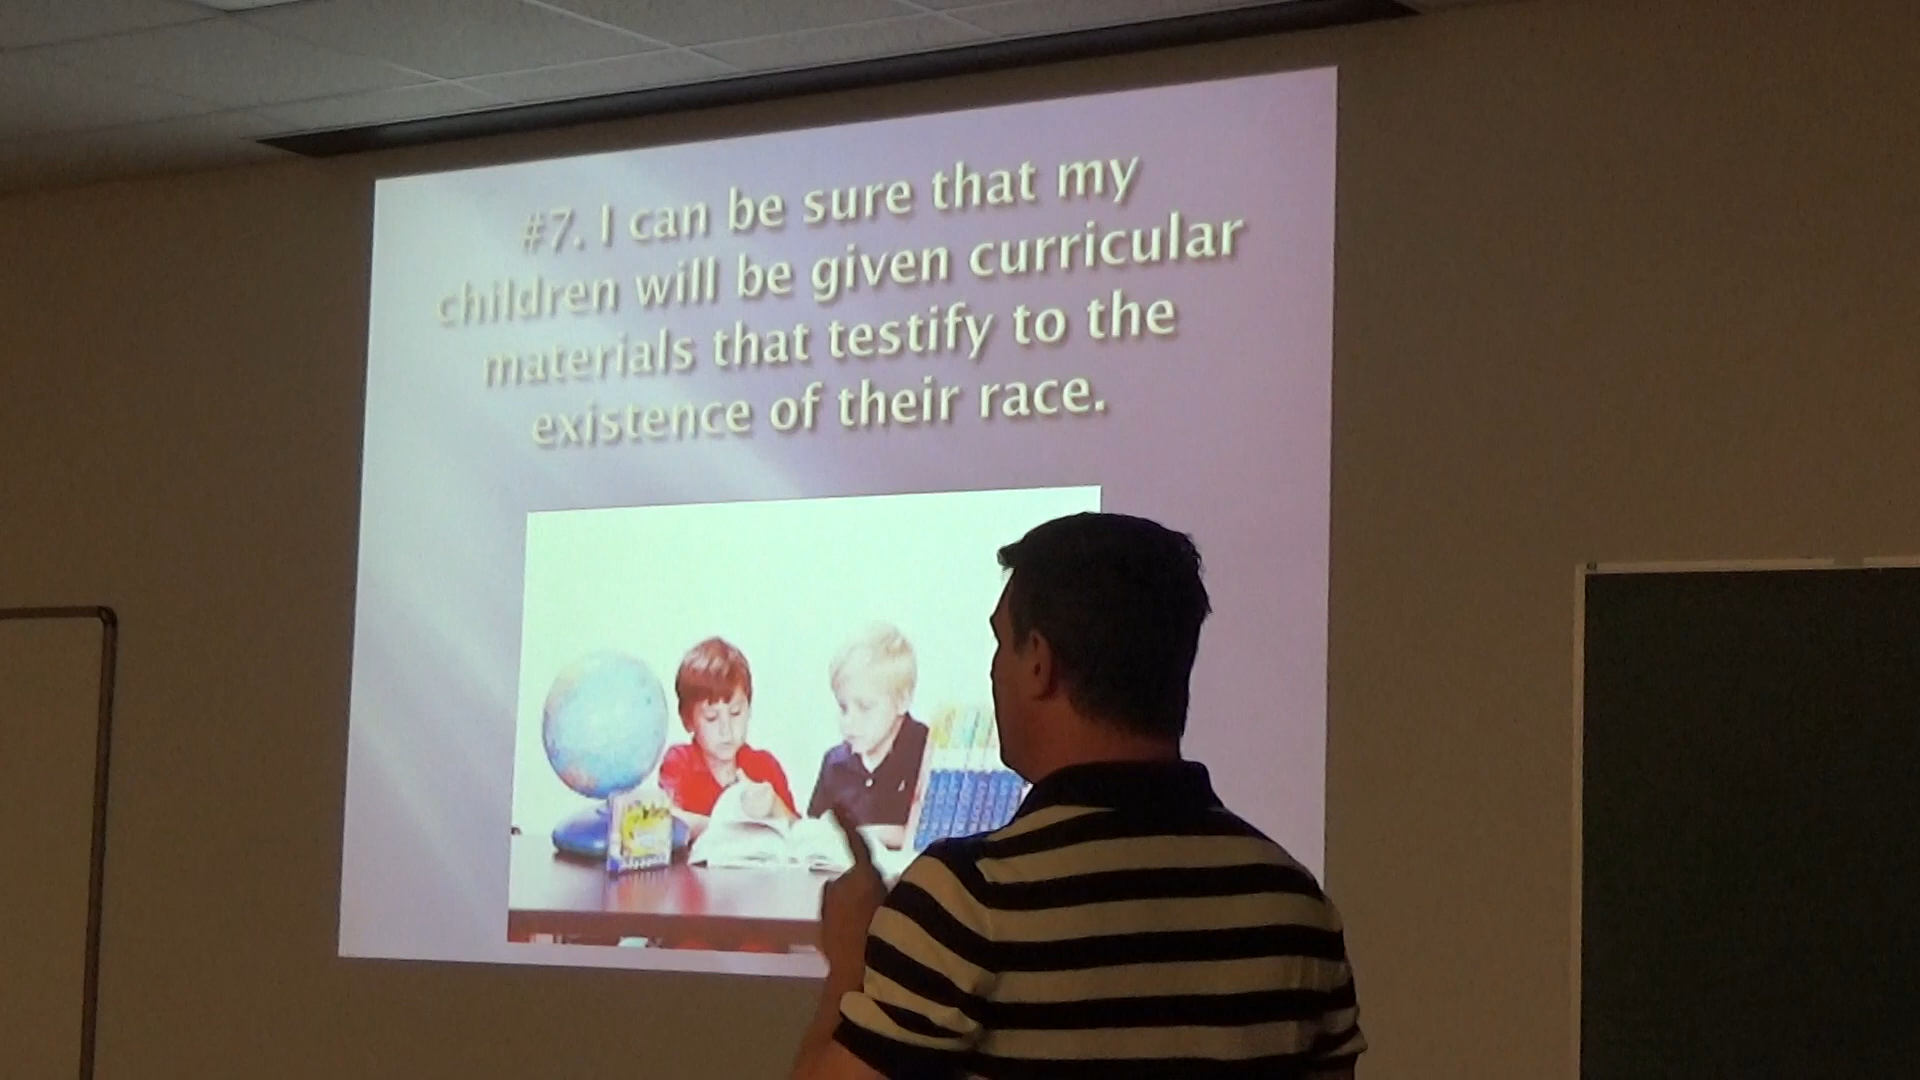 #7. I can be sure that my
children will be given curricular
materials that testify to the
existence of their race.